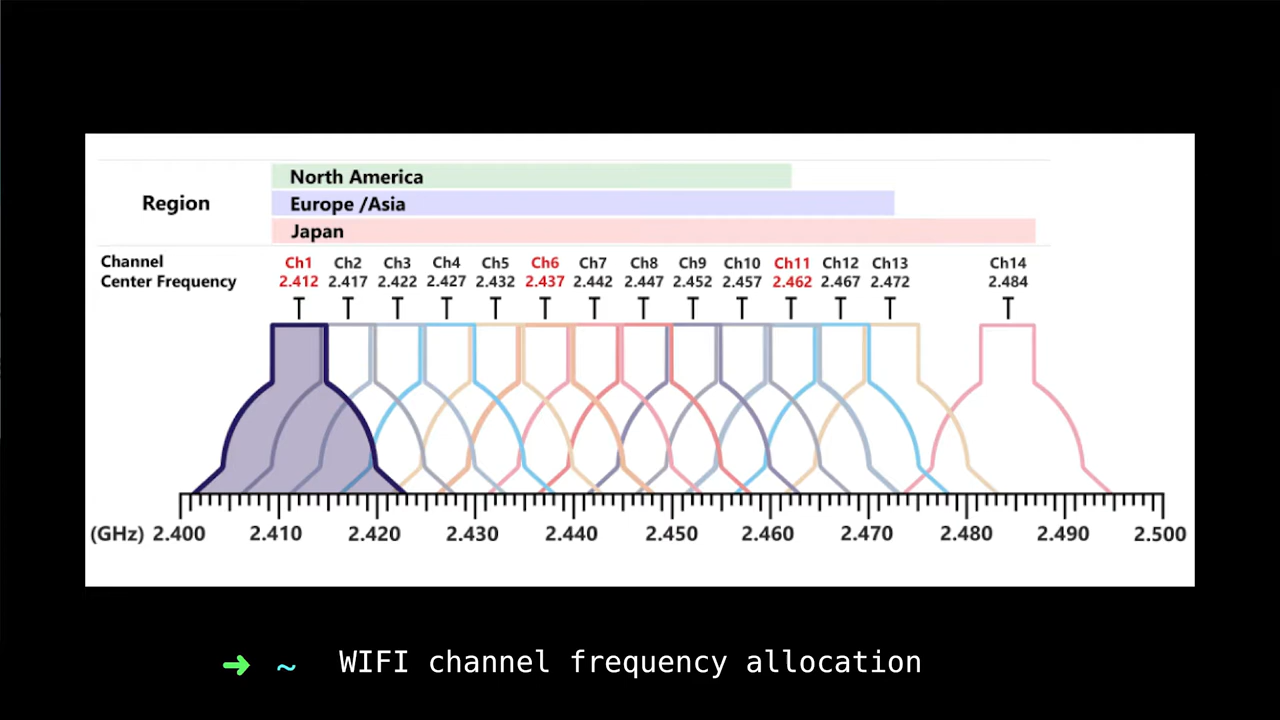 North America
Region
Europe /Asia
Japan
Channel Ch1 Ch2 Ch3 Ch4 Ch5 Ch6 Ch7 Ch8 Ch9 Ch10 Ch11 Ch12 Ch13 Ch14
Center Frequency 2.412 2.417 2.422 2.427 2.432 2.437 2.442 2.447 2.452 2.457 2.462 2.467 2.472 2.484
(GHz) 2.400 2.410 2.420 2.430 2.440 2.450 2.460 2.470 2.480 2.490 2.500
➜ ~ WIFI channel frequency allocation